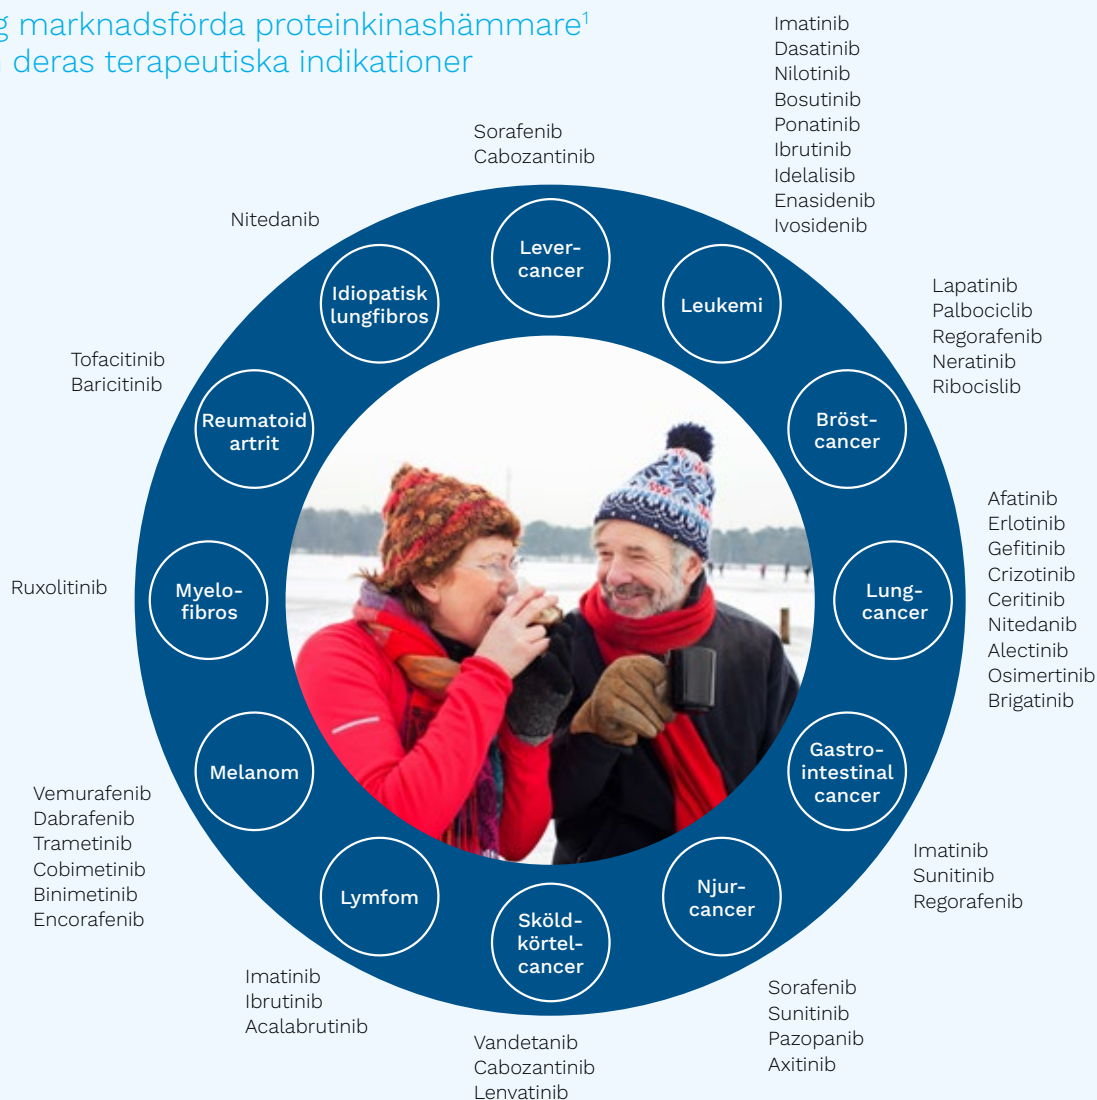 g marknadsförda proteinkinashämmare¹
deras terapeutiska indikationer
Imatinib
Dasatinib
Nilotinib
Bosutinib
Ponatinib
Ibrutinib
Idelalisib
Enasidenib
Ivosidenib
Sorafenib
Cabozantinib
Nitedanib
Lever-
cancer
Idiopatisk
lungfibros
Leukemi
Lapatinib
Palbociclib
Regorafenib
Neratinib
Ribocislib
Tofacitinib
Baricitinib
Reumatoid
artrit
Bröst-
cancer
Afatinib
Erlotinib
Gefitinib
Crizotinib
Ceritinib
Nitedanib
Alectinib
Osimertinib
Brigatinib
Ruxolitinib
Myelo-
fibros
Lung-
cancer
Melanom
Gastro-
intestinal
cancer
Vemurafenib
Dabrafenib
Trametinib
Cobimetinib
Binimetinib
Encorafenib
Imatinib
Sunitinib
Regorafenib
Lymfom
Njur-
cancer
Sköld-
körtel-
cancer
Imatinib
Ibrutinib
Acalabrutinib
Sorafenib
Sunitinib
Pazopanib
Axitinib
Vandetanib
Cabozantinib
Lenvatinib